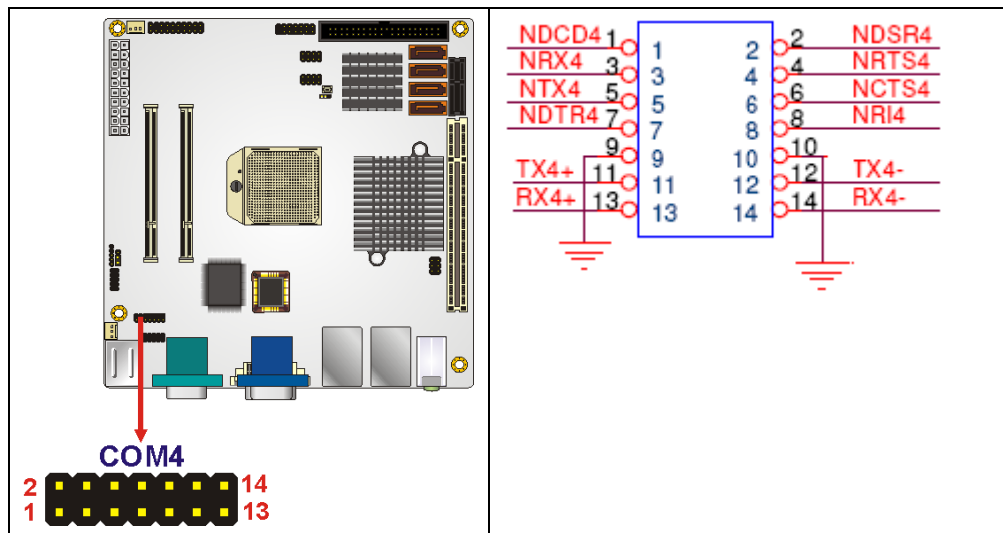 COM4
2 14
1 13
NDCD4 1 1 2 2 NDSR4
NRX4 3 3 4 4 NRTS4
NTX4 5 5 6 6 NCTS4
NDTR4 7 7 8 8 NRI4
9 9 10 10
TX4+ 11 11 12 12 TX4-
RX4+ 13 13 14 14 RX4-